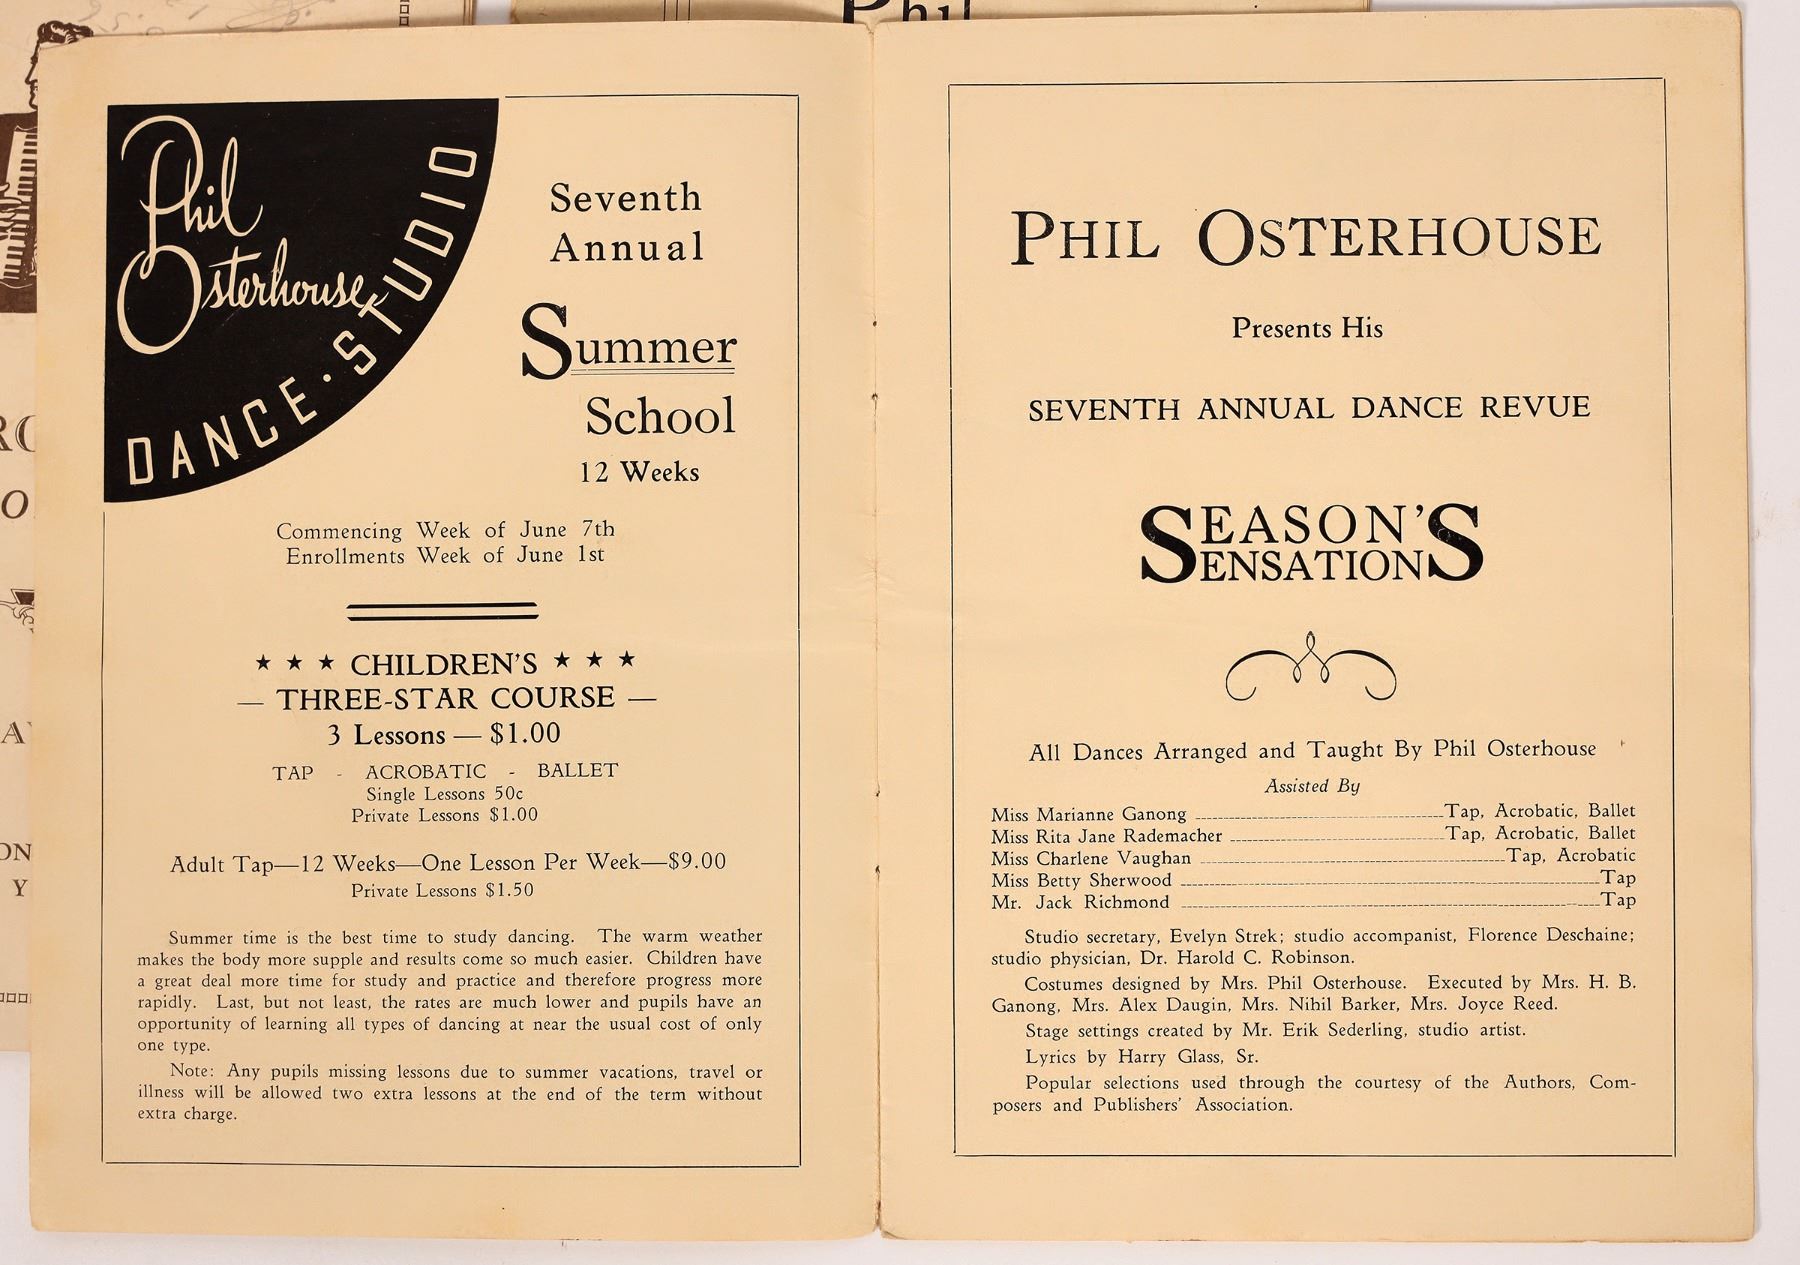 Phil
Phil
Osterhouse
DANCE · STUDIO
Seventh
Annual
Summer
School
12 Weeks
Commencing Week of June 7th
Enrollments Week of June 1st
★ ★ ★ CHILDREN'S ★ ★ ★
— THREE-STAR COURSE —
3 Lessons — $1.00
TAP - ACROBATIC - BALLET
Single Lessons 50c
Private Lessons $1.00
Adult Tap—12 Weeks—One Lesson Per Week—$9.00
Private Lessons $1.50
Summer time is the best time to study dancing. The warm weather
makes the body more supple and results come so much easier. Children have
a great deal more time for study and practice and therefore progress more
rapidly. Last, but not least, the rates are much lower and pupils have an
opportunity of learning all types of dancing at near the usual cost of only
one type.
Note: Any pupils missing lessons due to summer vacations, travel or
illness will be allowed two extra lessons at the end of the term without
extra charge.
PHIL OSTERHOUSE
Presents His
SEVENTH ANNUAL DANCE REVUE
SEASON'S
SENSATIONS
All Dances Arranged and Taught By Phil Osterhouse
Assisted By
Miss Marianne Ganong Tap, Acrobatic, Ballet
Miss Rita Jane Rademacher Tap, Acrobatic, Ballet
Miss Charlene Vaughan Tap, Acrobatic
Miss Betty Sherwood Tap
Mr. Jack Richmond Tap
Studio secretary, Evelyn Strek; studio accompanist, Florence Deschaine;
studio physician, Dr. Harold C. Robinson.
Costumes designed by Mrs. Phil Osterhouse. Executed by Mrs. H. B.
Ganong, Mrs. Alex Daugin, Mrs. Nihil Barker, Mrs. Joyce Reed.
Stage settings created by Mr. Erik Sederling, studio artist.
Lyrics by Harry Glass, Sr.
Popular selections used through the courtesy of the Authors, Com-
posers and Publishers' Association.